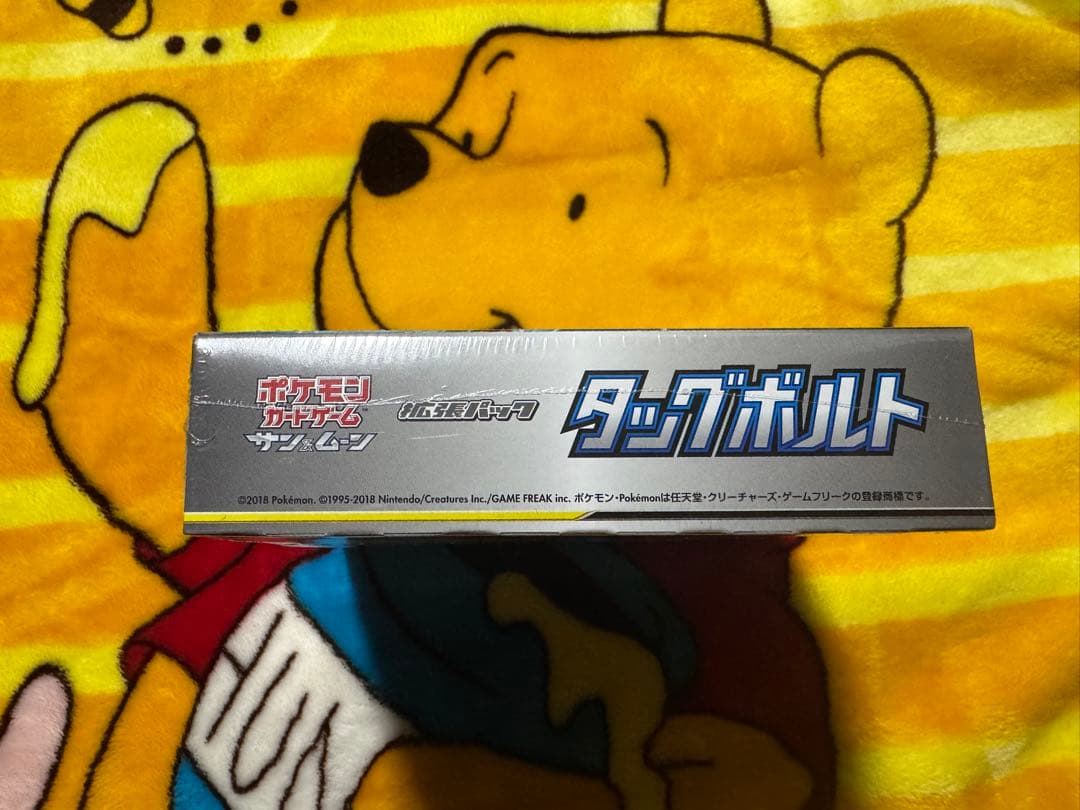 ポケモン
カードゲーム™
サン&ムーン
拡張パック
タッグボルト
©2018 Pokémon. ©1995-2018 Nintendo/Creatures Inc./GAME FREAK inc. ポケモン・Pokémonは任天堂・クリーチャーズ・ゲームフリークの登録商標です。
HUN